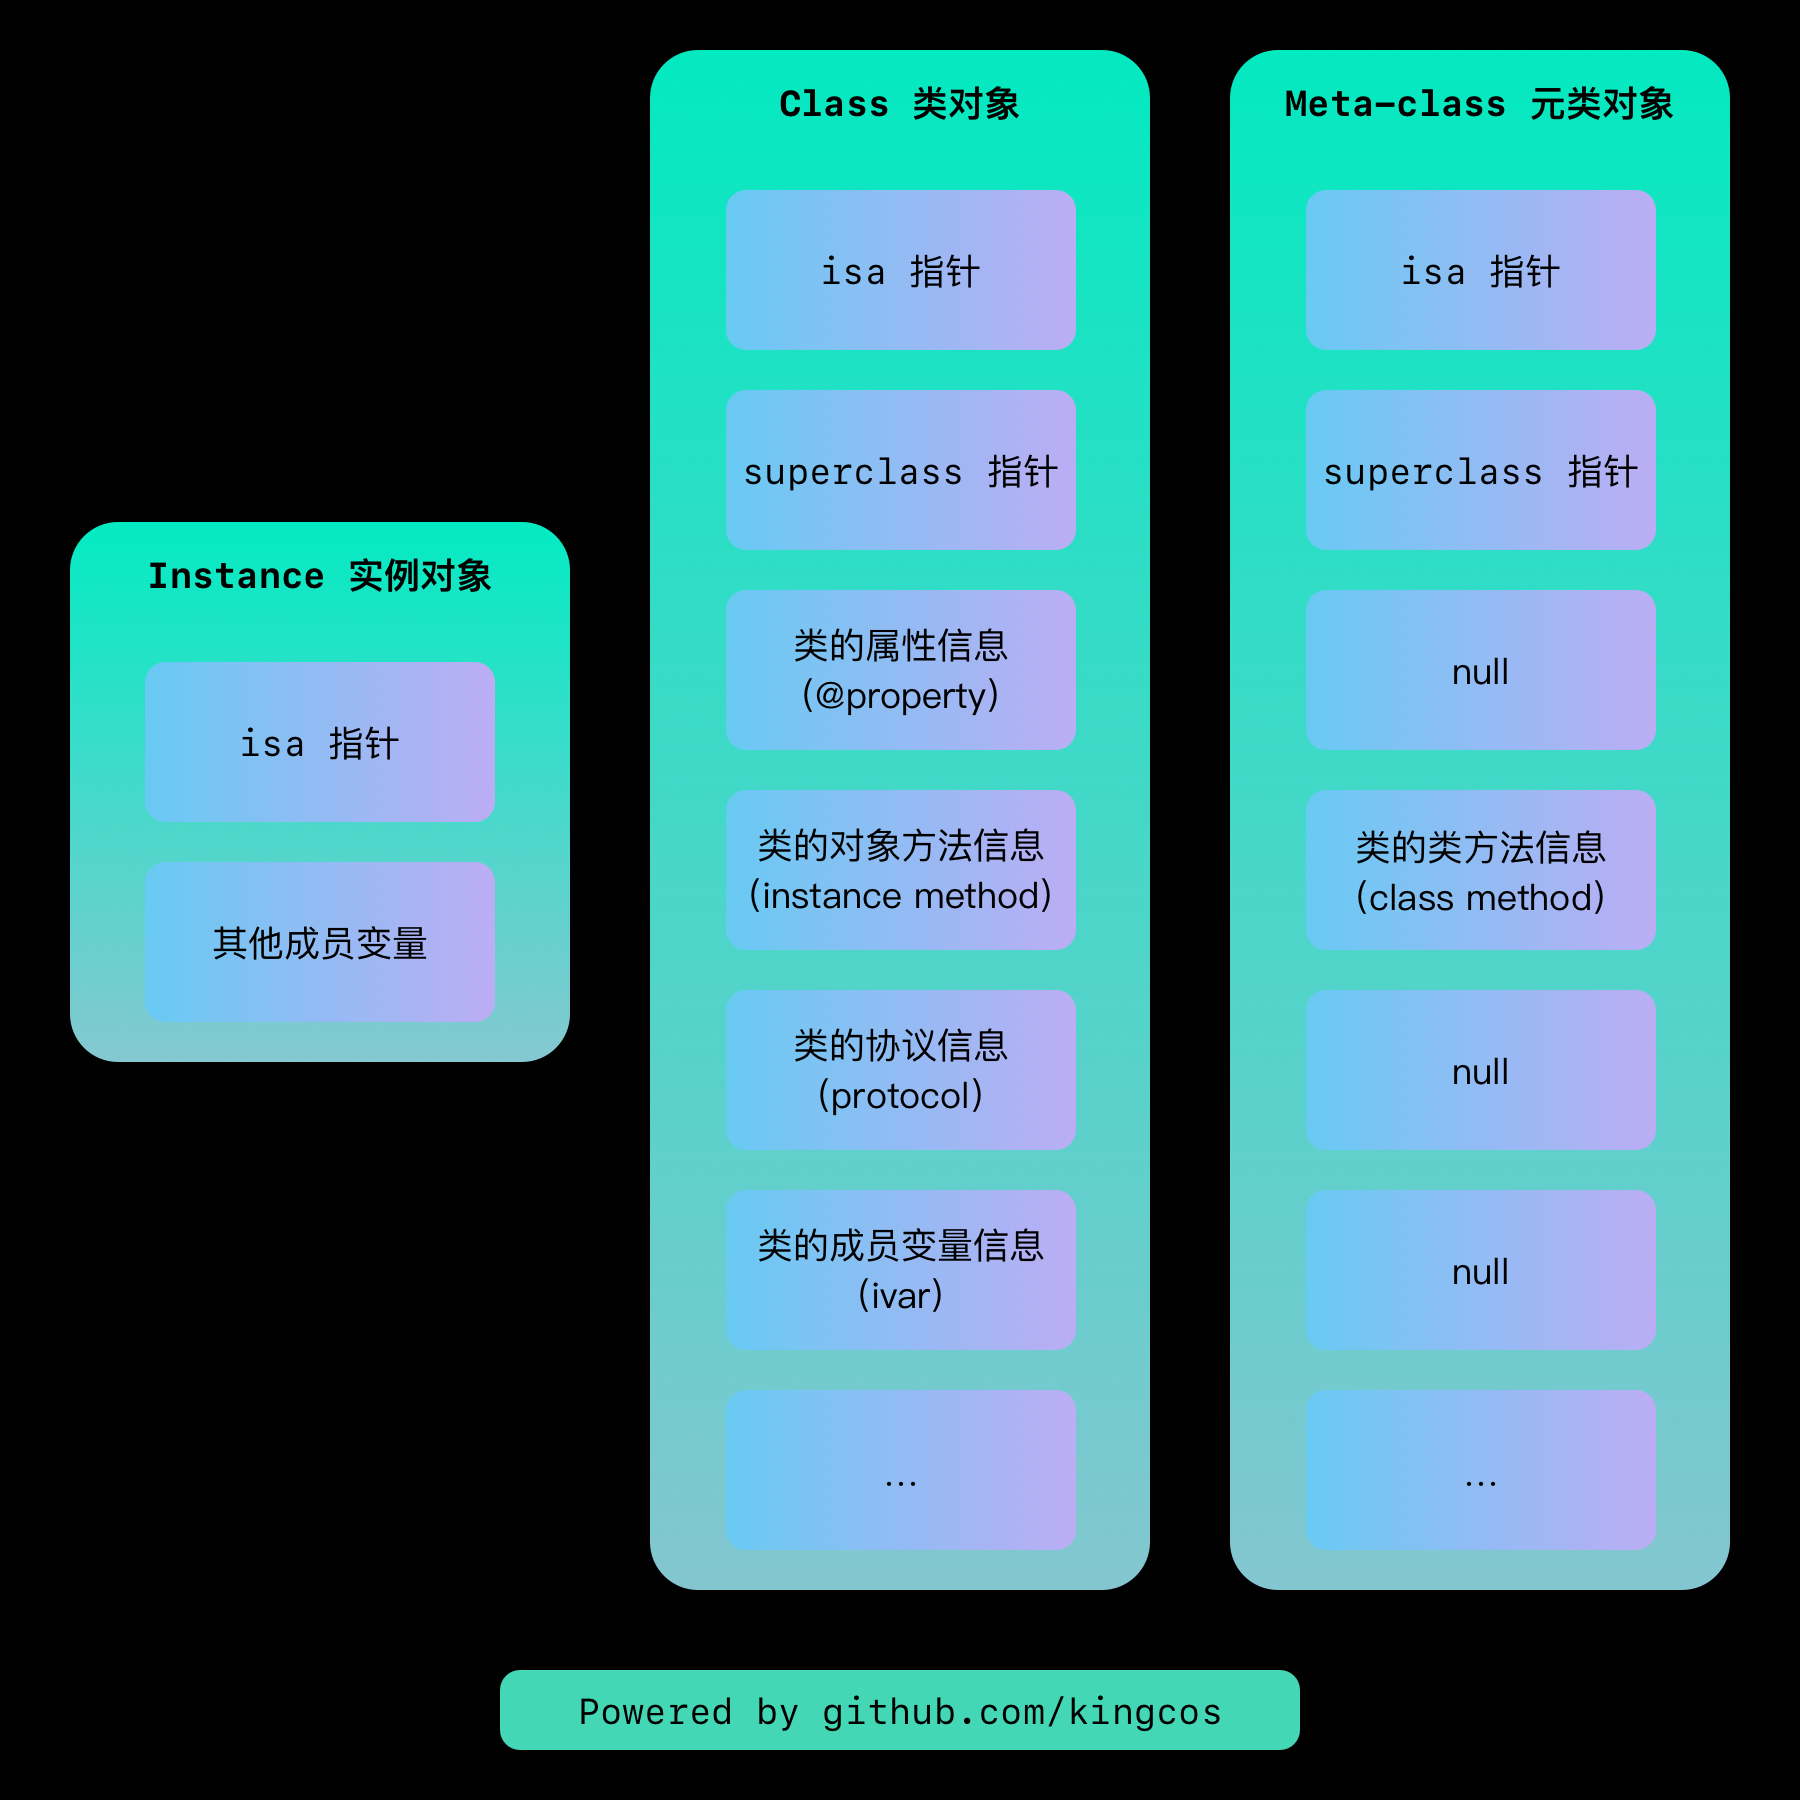 Instance 实例对象
isa 指针
其他成员变量
Class 类对象
isa 指针
superclass 指针
类的属性信息
(@property)
类的对象方法信息
(instance method)
类的协议信息
(protocol)
类的成员变量信息
(ivar)
...
Meta-class 元类对象
isa 指针
superclass 指针
null
类的类方法信息
(class method)
null
null
...
Powered by github.com/kingcos